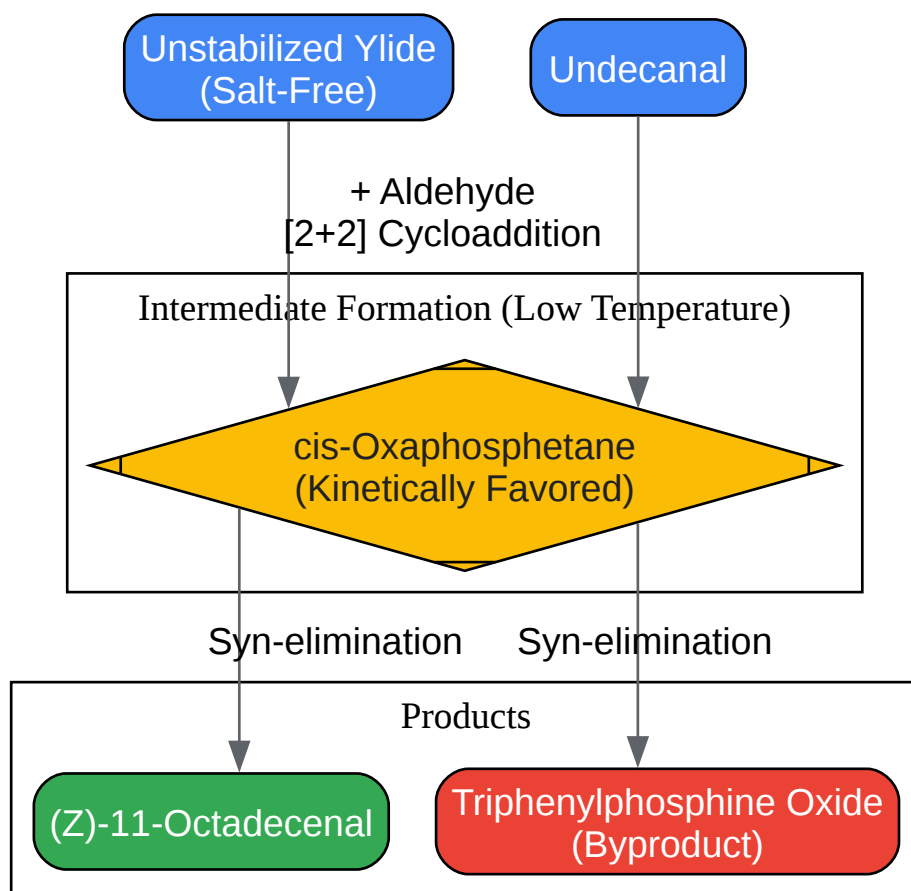 Unstabilized Ylide
(Salt-Free)
Undecanal
+ Aldehyde
[2+2] Cycloaddition
Intermediate Formation (Low Temperature)
cis-Oxaphosphetane
(Kinetically Favored)
Syn-elimination
Syn-elimination
Products
(Z)-11-Octadecenal
Triphenylphosphine Oxide
(Byproduct)